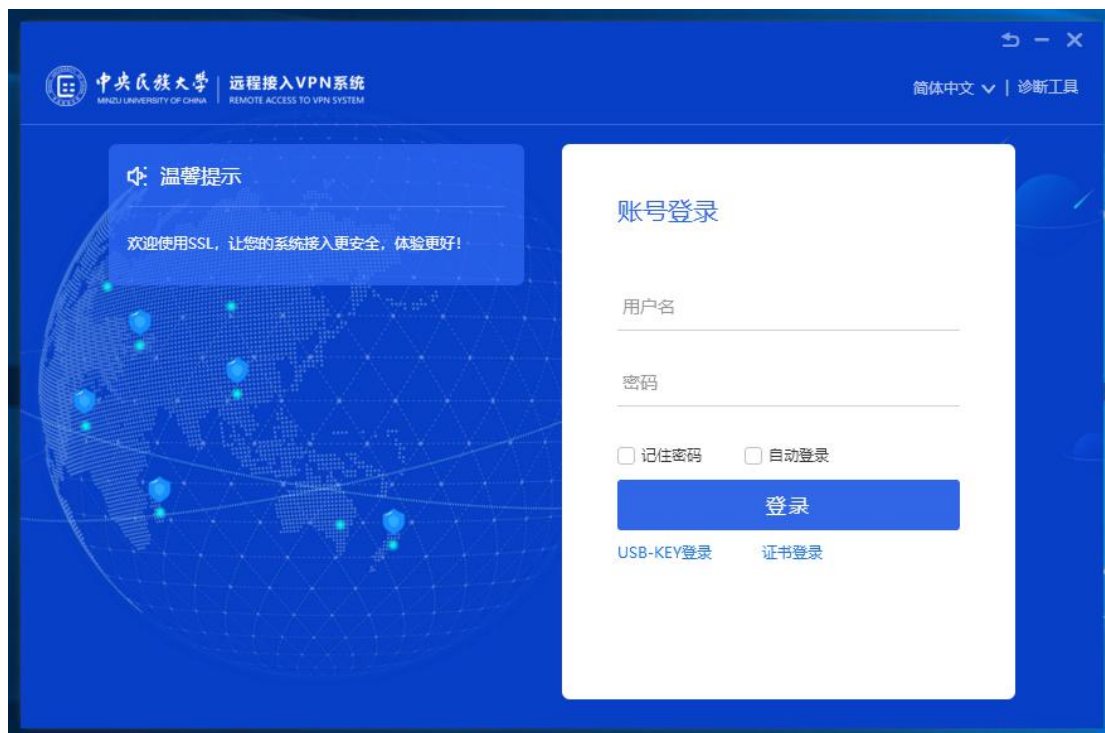 中央民族大学
MINZU UNIVERSITY OF CHINA
远程接入VPN系统
REMOTE ACCESS TO VPN SYSTEM
简体中文 | 诊断工具
温馨提示
欢迎使用SSL，让您的系统接入更安全，体验更好！
账号登录
用户名
密码
记住密码 自动登录
登录
USB-KEY登录 证书登录